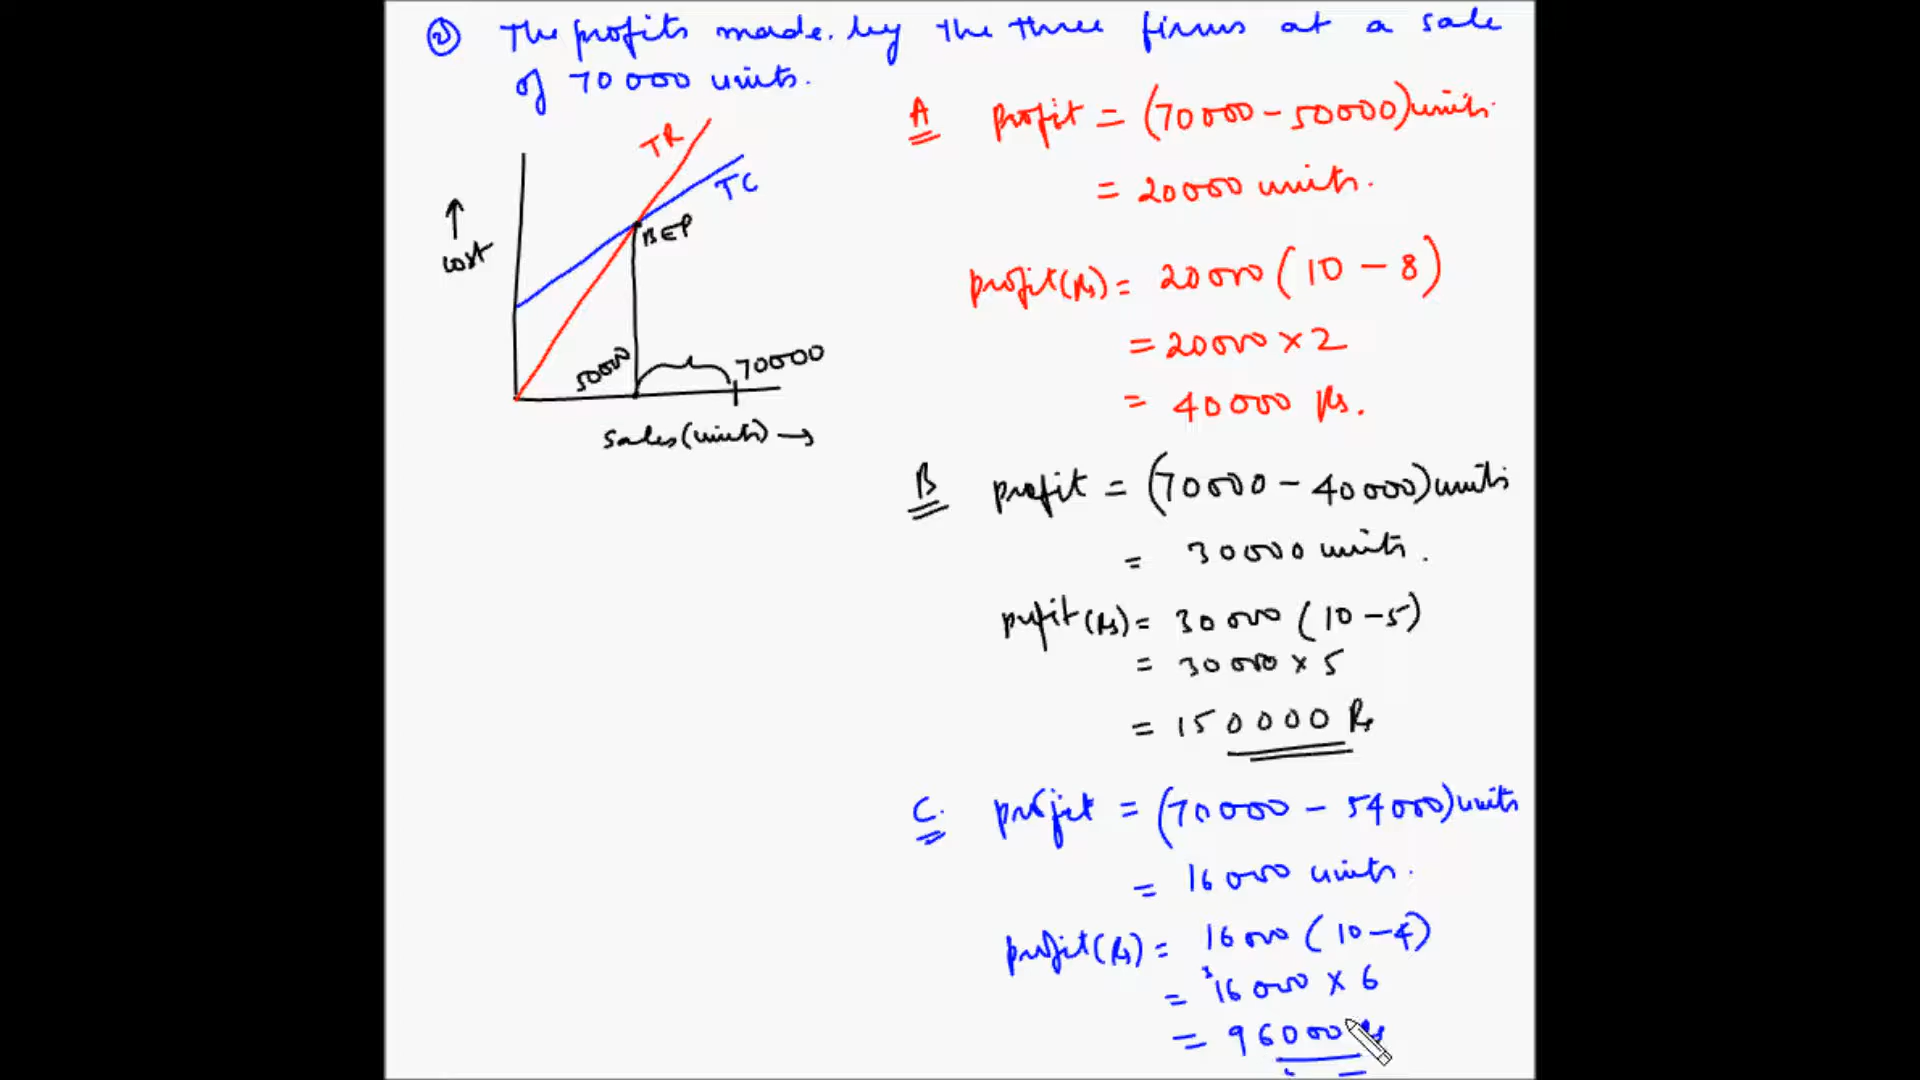 ② The profits made by the three firms at a sale
of 70000 units.
TR
TC
BEP
↑
cost
50000
70000
sales(units) →
A profit = (70000 - 50000) units
= 20000 units.
profit(Rs) = 20000 (10 - 8)
= 20000 x 2
= 40000 Rs.
B profit = (70000 - 40000) units
= 30000 units.
profit(Rs) = 30000 (10 - 5)
= 30000 x 5
= 150000 Rs
C. profit = (70000 - 54000) units
= 16000 units.
profit(Rs) = 16000 (10 - 4)
= 16000 x 6
= 96000 Rs